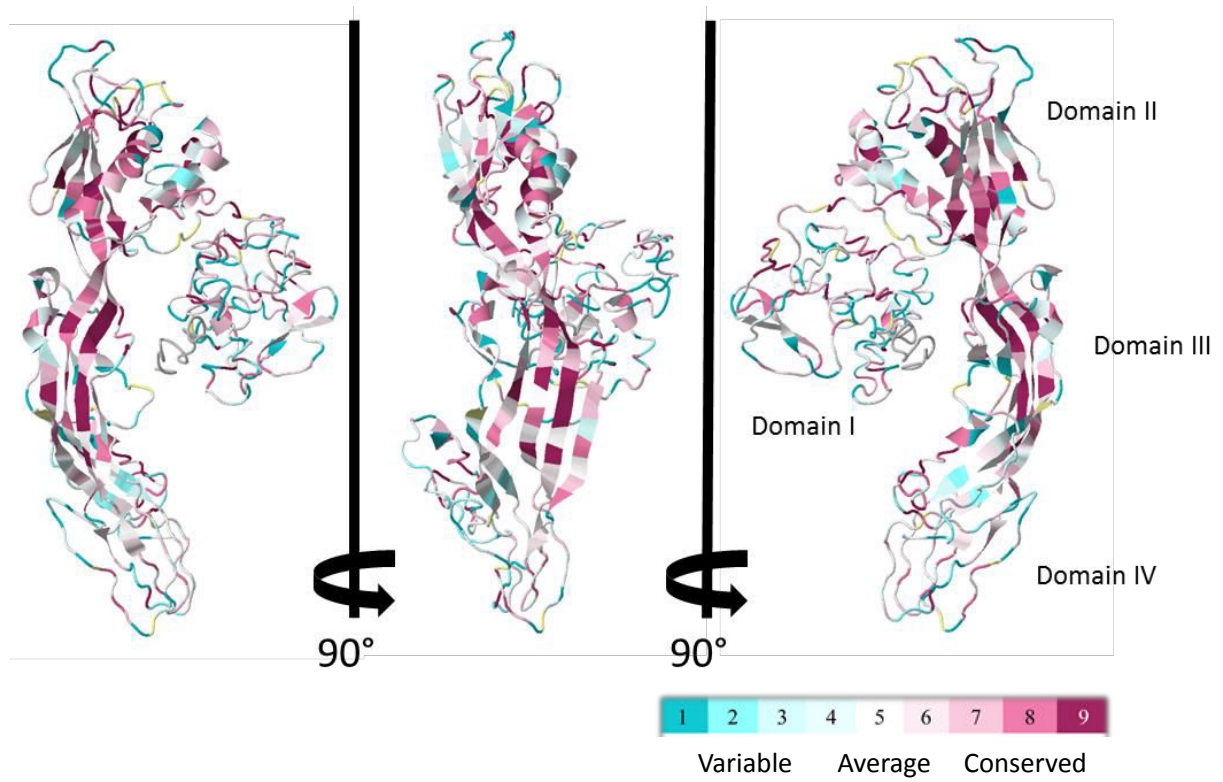 Domain II
Domain III
Domain I
Domain IV
90°
90°
1 2 3 4 5 6 7 8 9
Variable Average Conserved